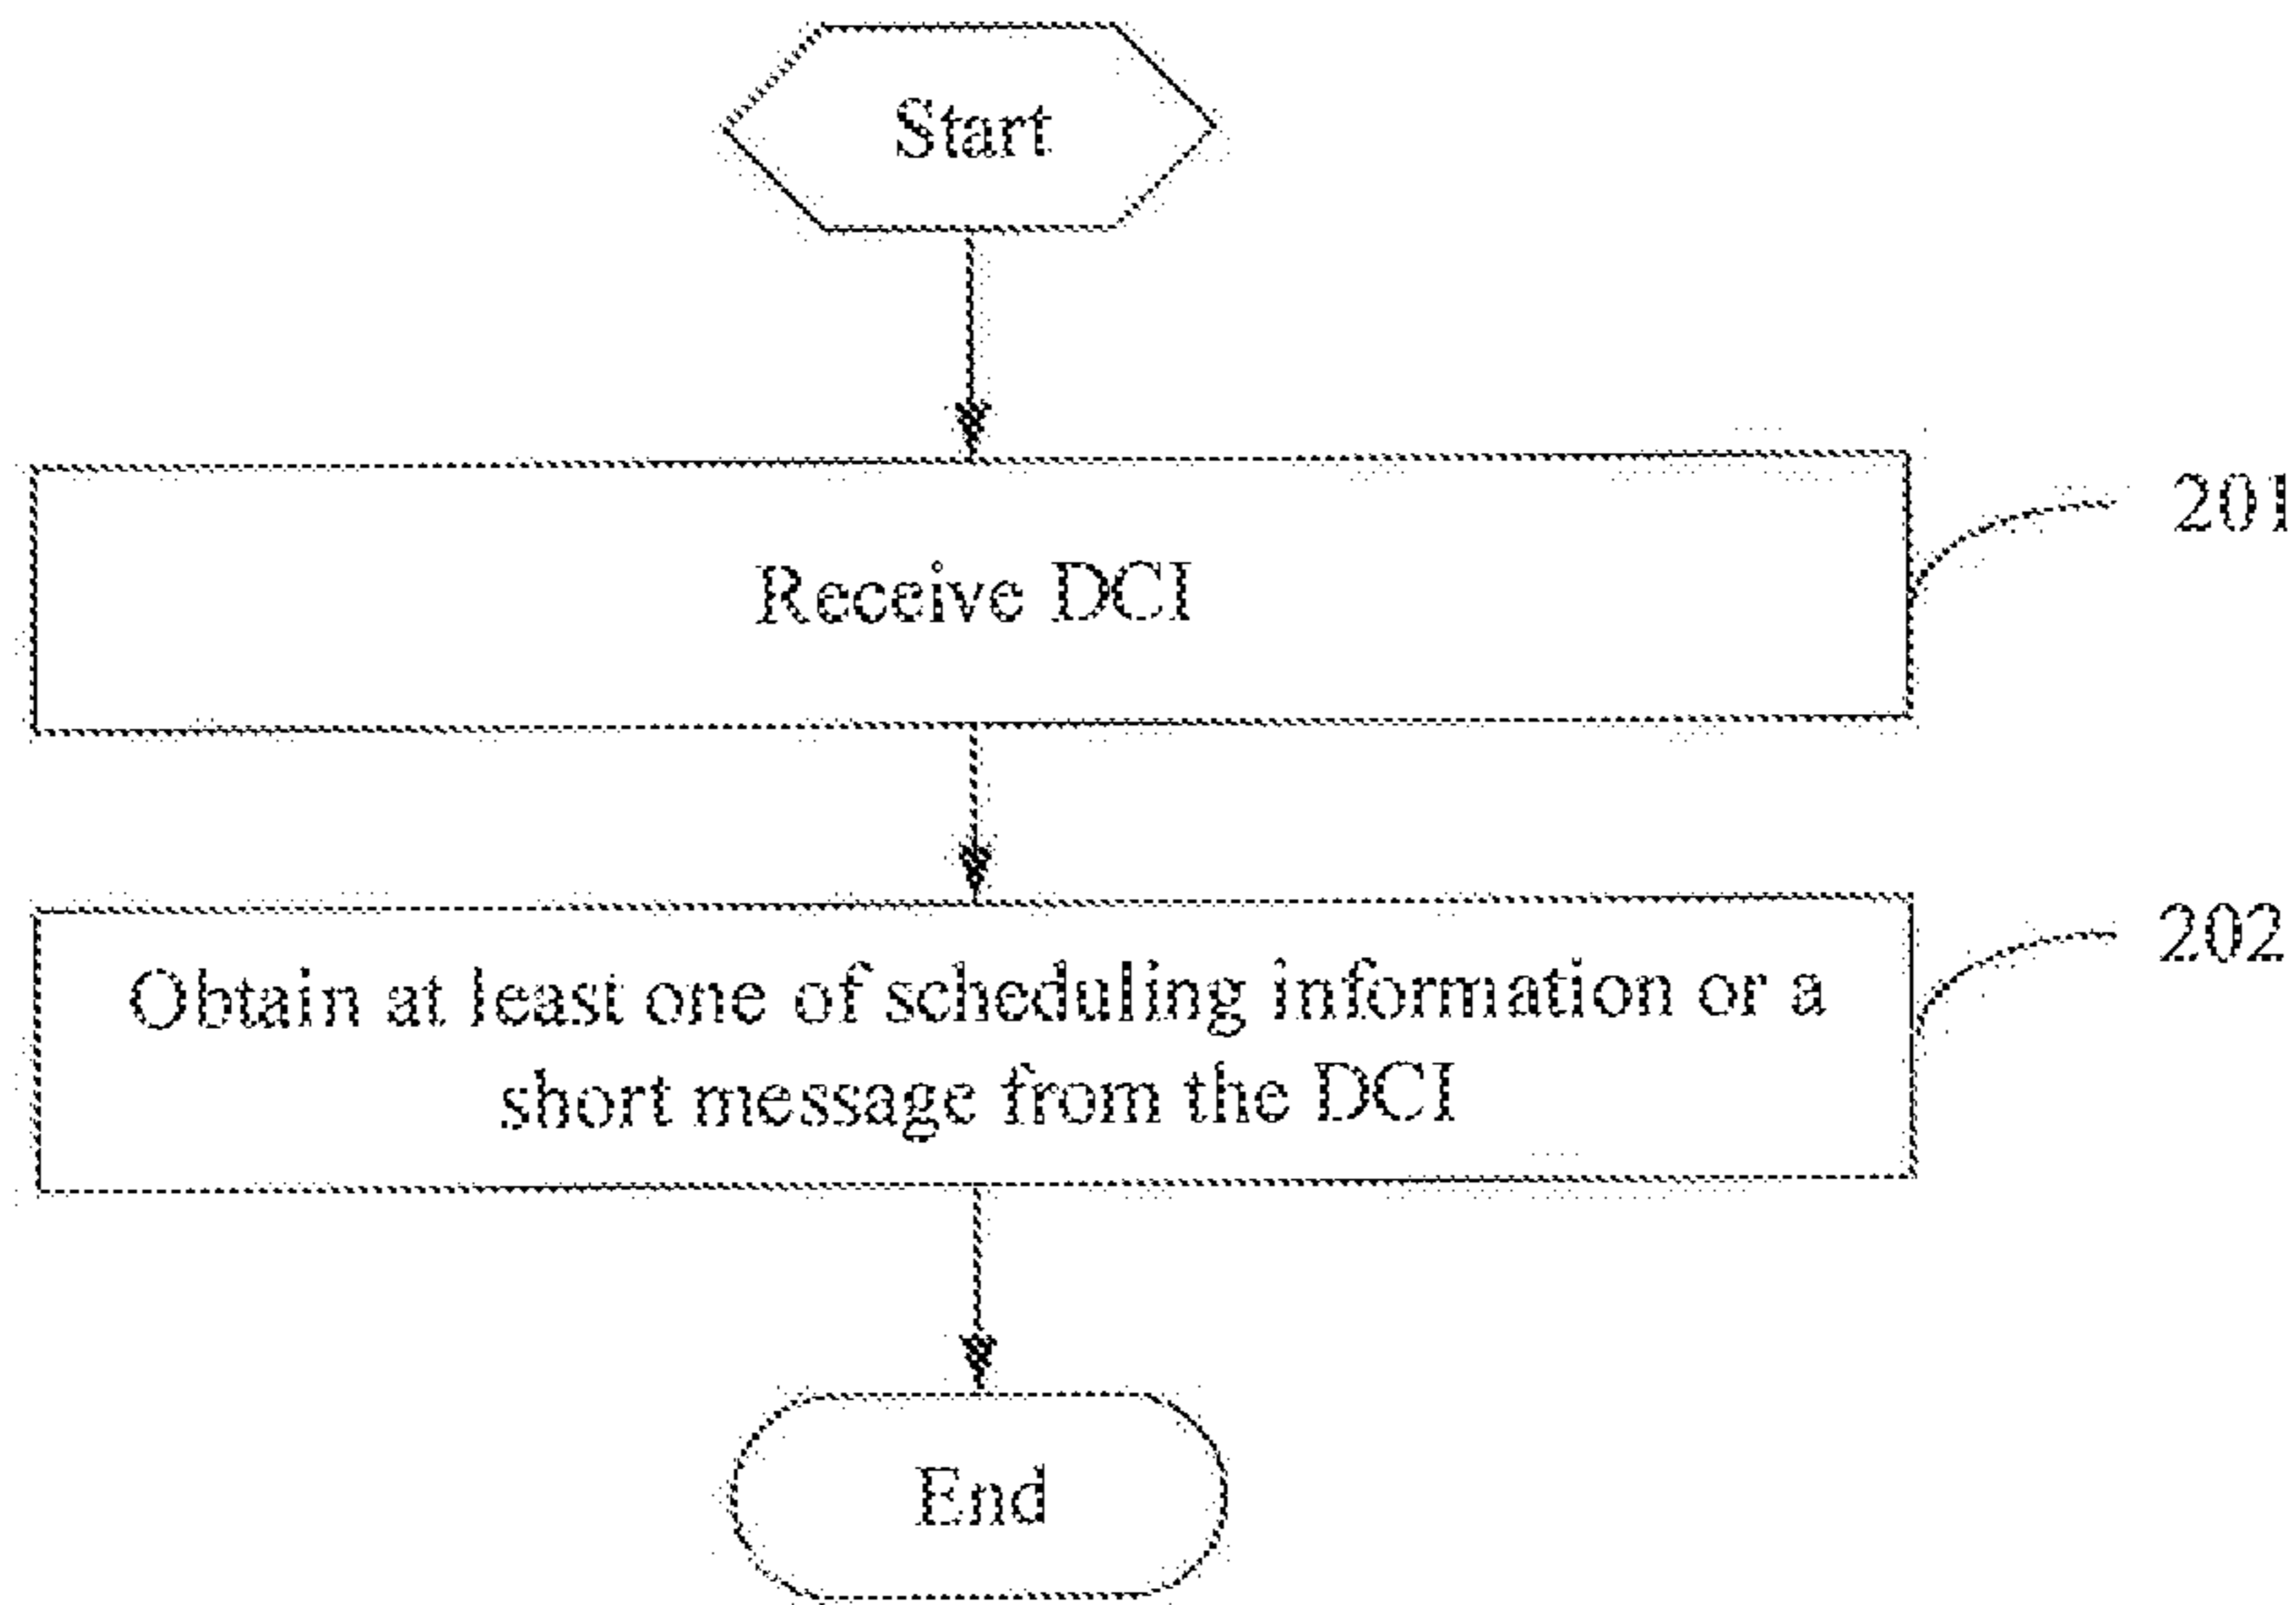 Start
Receive DCI
201
Obtain at least one of scheduling information or a
short message from the DCI
202
End